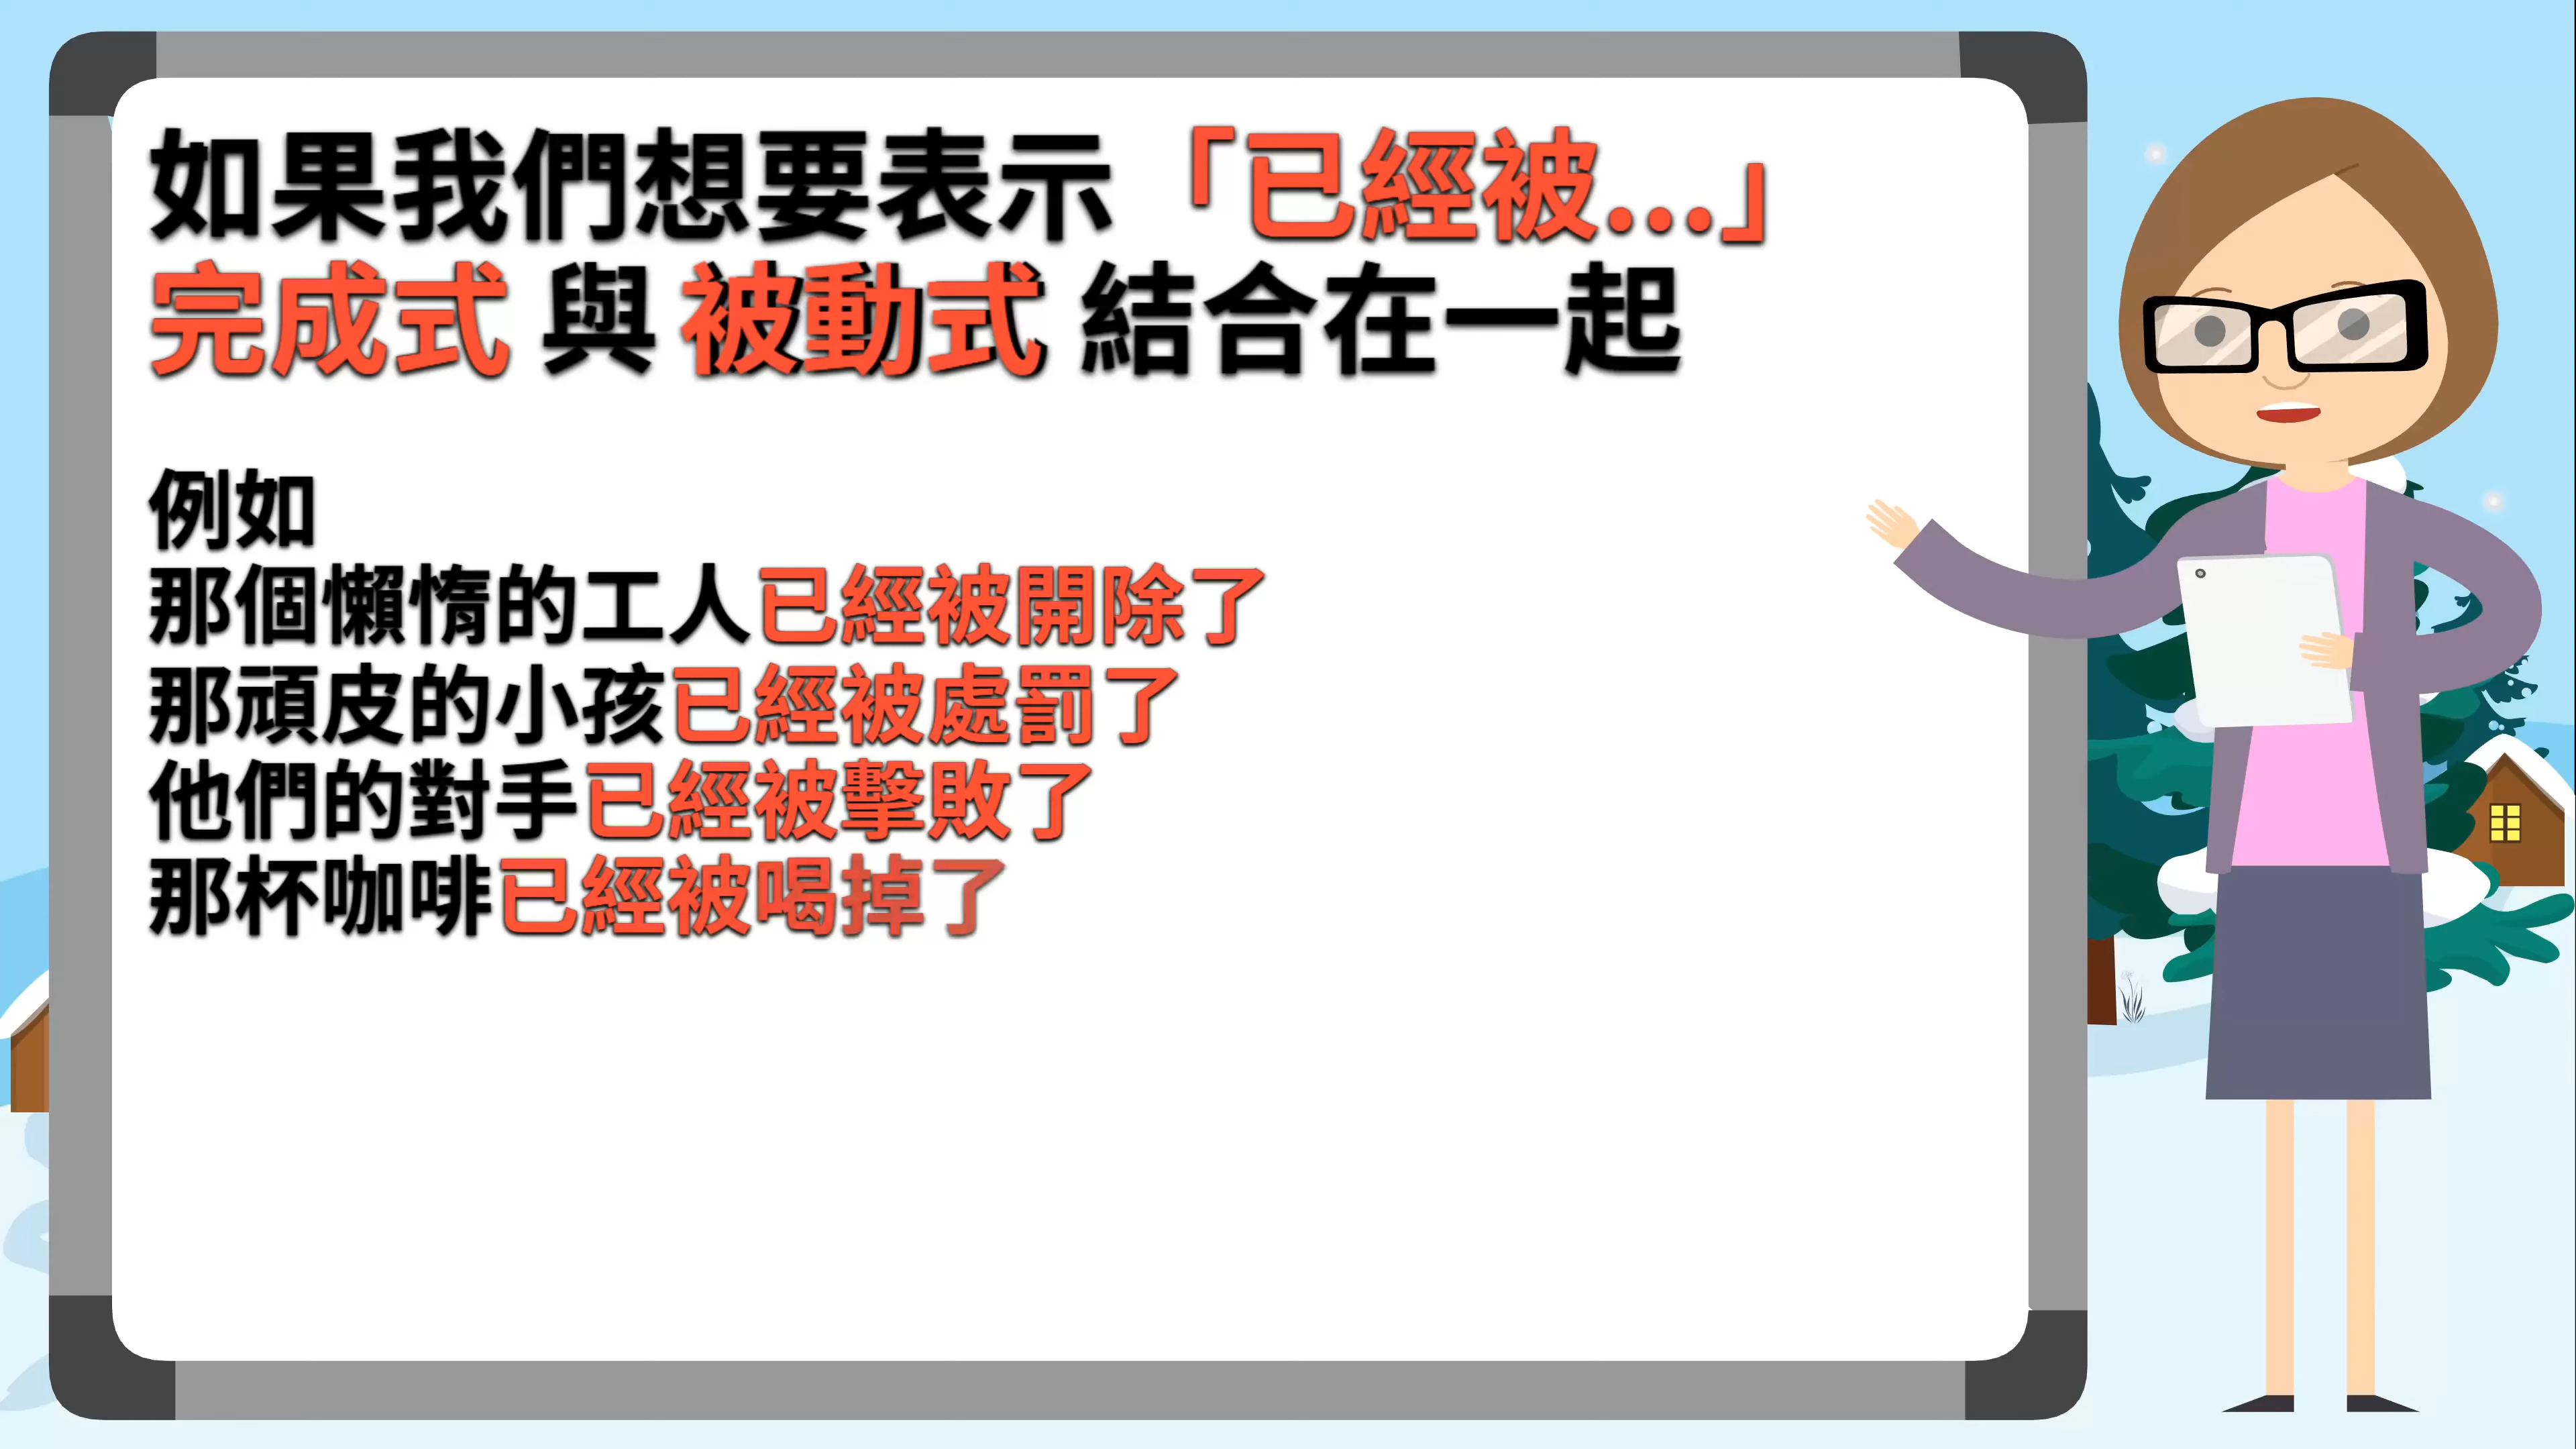 如果我們想要表示「已經被...」
完成式 與 被動式 結合在一起
例如
那個懶惰的工人已經被開除了
那頑皮的小孩已經被處罰了
他們的對手已經被擊敗了
那杯咖啡已經被喝掉了